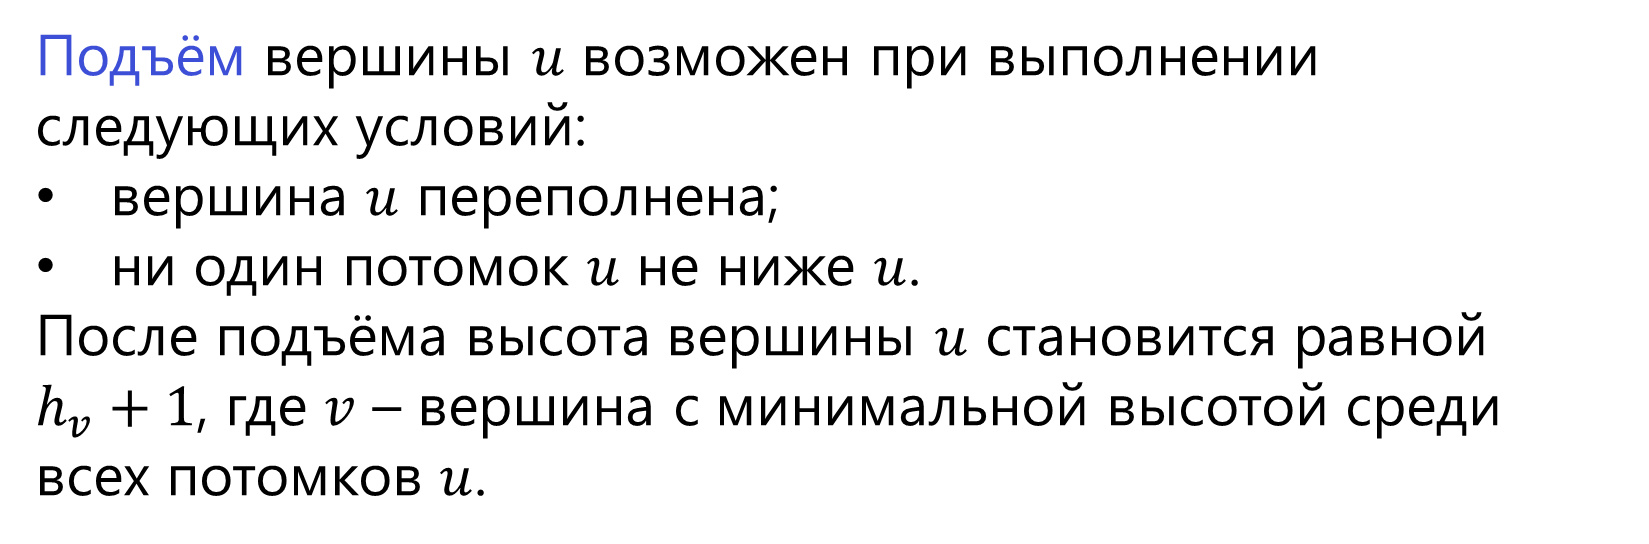 Подъём вершины u возможен при выполнении
следующих условий:
• вершина u переполнена;
• ни один потомок u не ниже u.
После подъёма высота вершины u становится равной
hᵥ + 1, где v – вершина с минимальной высотой среди
всех потомков u.